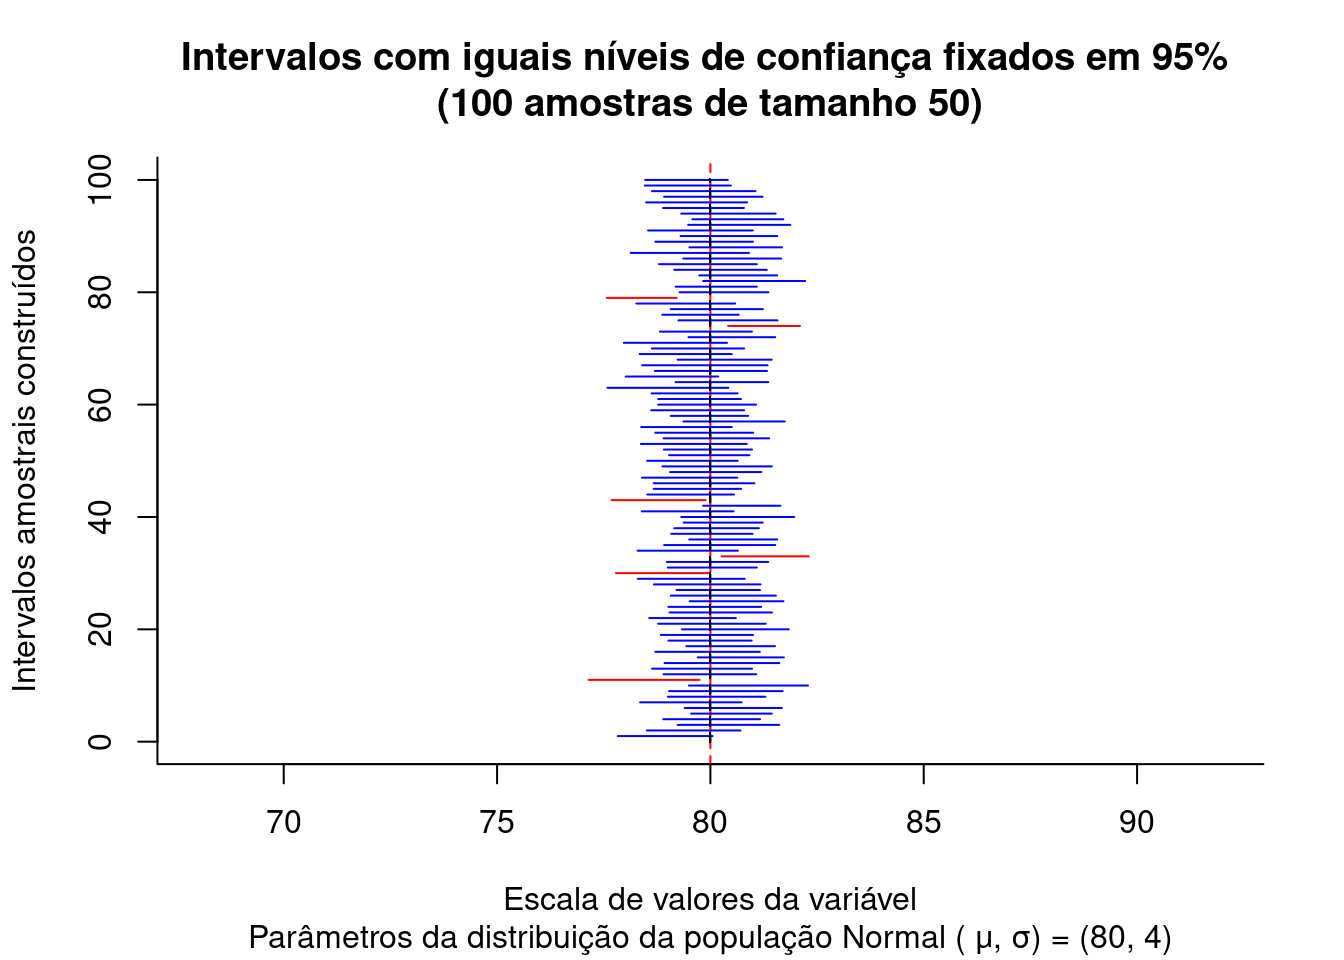 Intervalos com iguais níveis de confiança fixados em 95%
(100 amostras de tamanho 50)
Intervalos amostrais construídos
100
80
60
40
20
0
70 75 80 85 90
Escala de valores da variável
Parâmetros da distribuição da população Normal ( μ, σ) = (80, 4)